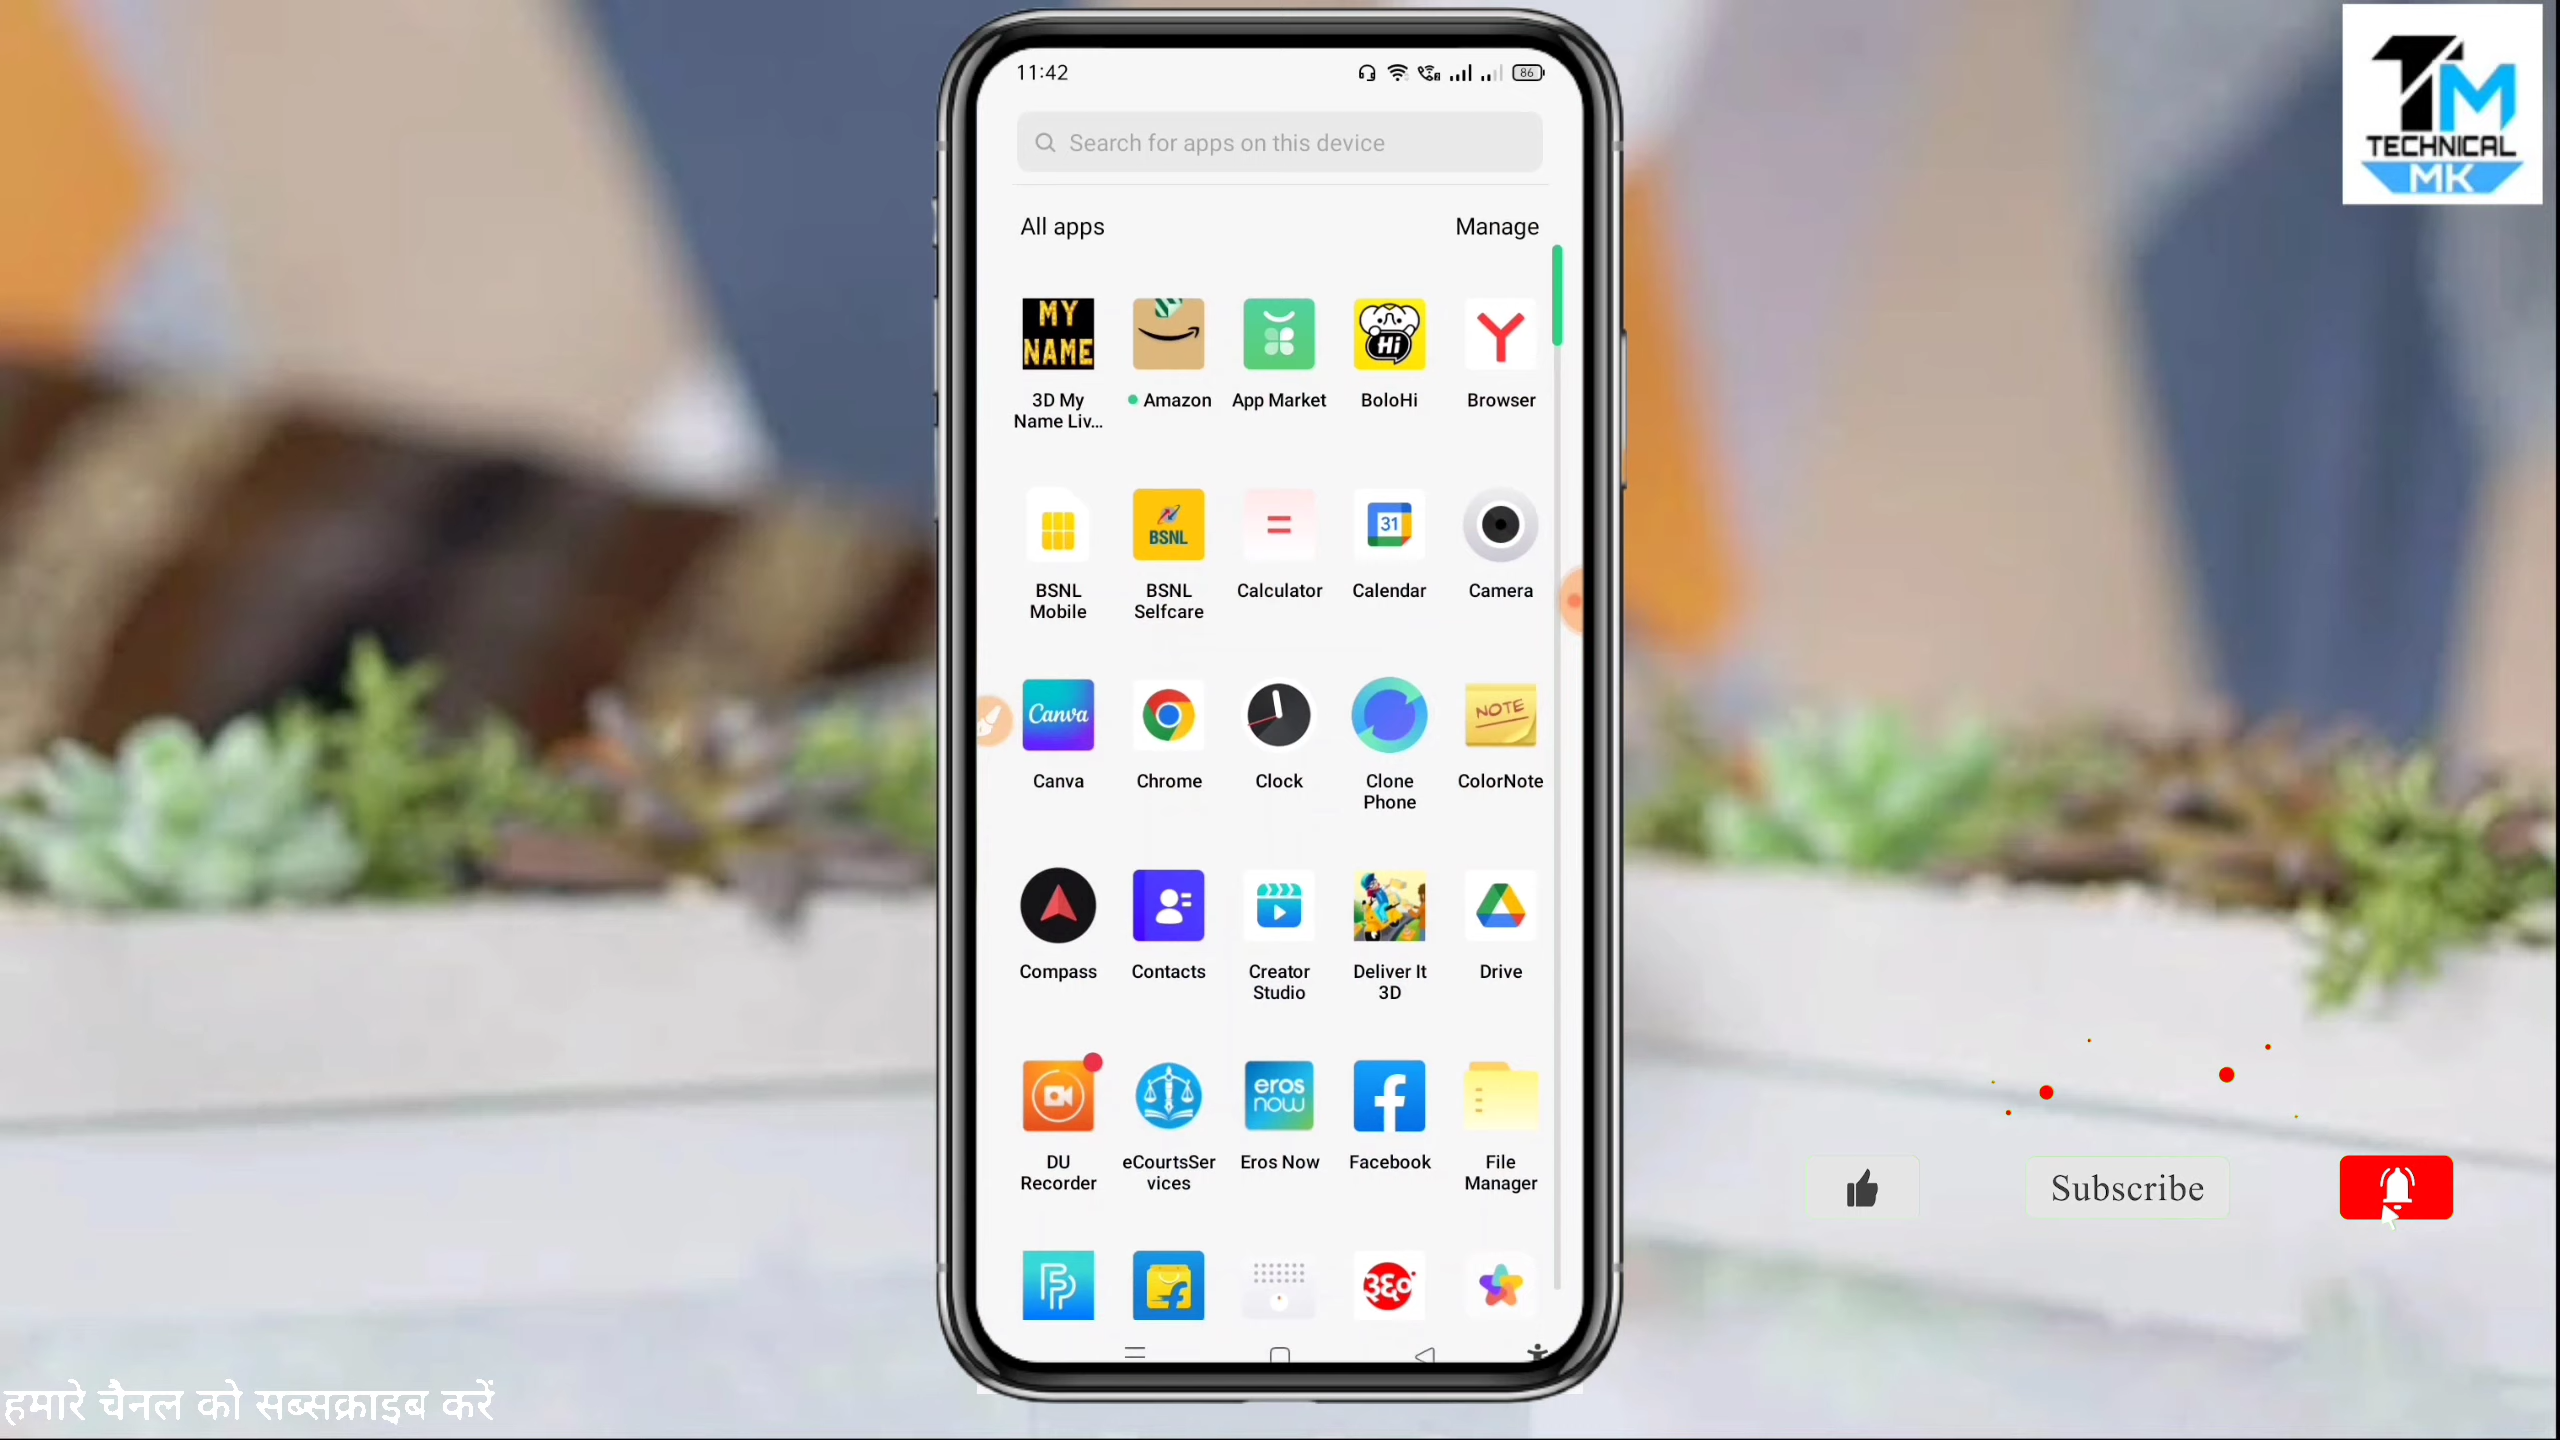 11:42
86
TM
TECHNICAL
MK
Search for apps on this device
All apps
Manage
MY
NAME
Hi
3D My
Name Liv...
Amazon
App Market
BoloHi
Browser
BSNL
31
BSNL
Mobile
BSNL
Selfcare
Calculator
Calendar
Camera
Canva
NOTE
Canva
Chrome
Clock
Clone
Phone
ColorNote
Compass
Contacts
Creator
Studio
Deliver It
3D
Drive
eros
now
DU
Recorder
eCourtsSer
vices
Eros Now
Facebook
File
Manager
Subscribe
३६०
हमारे चैनल को सब्सक्राइब करें